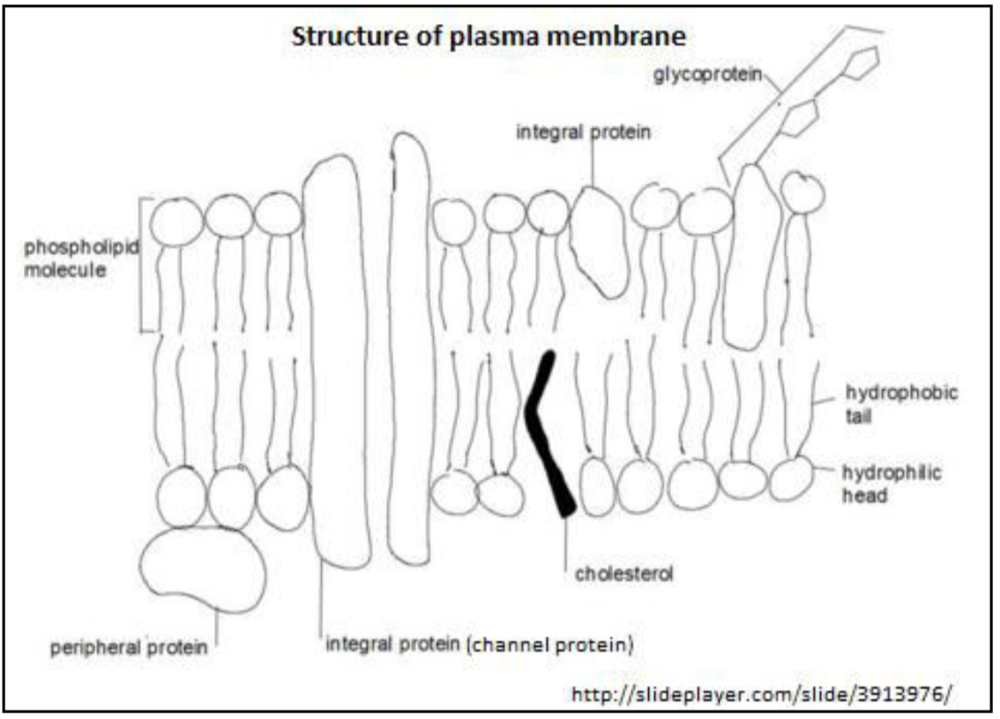 Structure of plasma membrane
glycoprotein
integral protein
phospholipid
molecule
hydrophobic
tail
hydrophilic
head
cholesterol
peripheral protein
integral protein (channel protein)
http://slideplayer.com/slide/3913976/